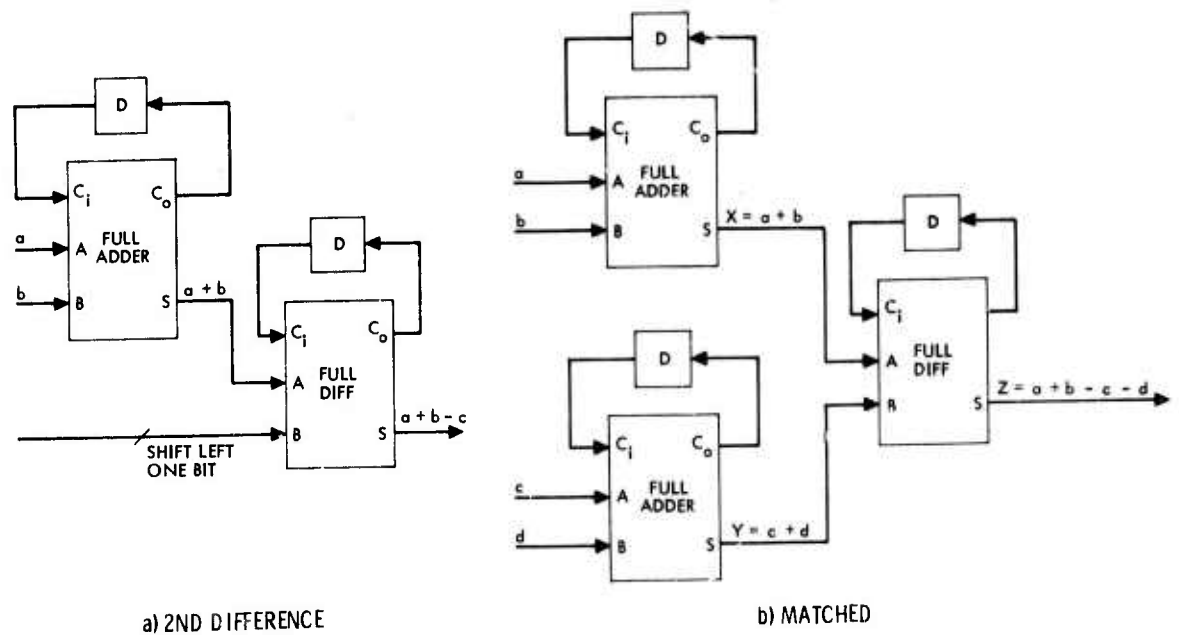 D
C_i C_o
a A FULL ADDER
b B S a + b
D
C_i C_o
A FULL DIFF
B S a + b - c
SHIFT LEFT
ONE BIT
a) 2ND DIFFERENCE
D
C_i C_o
a A FULL ADDER
b B S X = a + b
D
C_i C_o
c A FULL ADDER
d B S Y = c + d
D
C_i
A FULL DIFF
B S Z = a + b - c - d
b) MATCHED